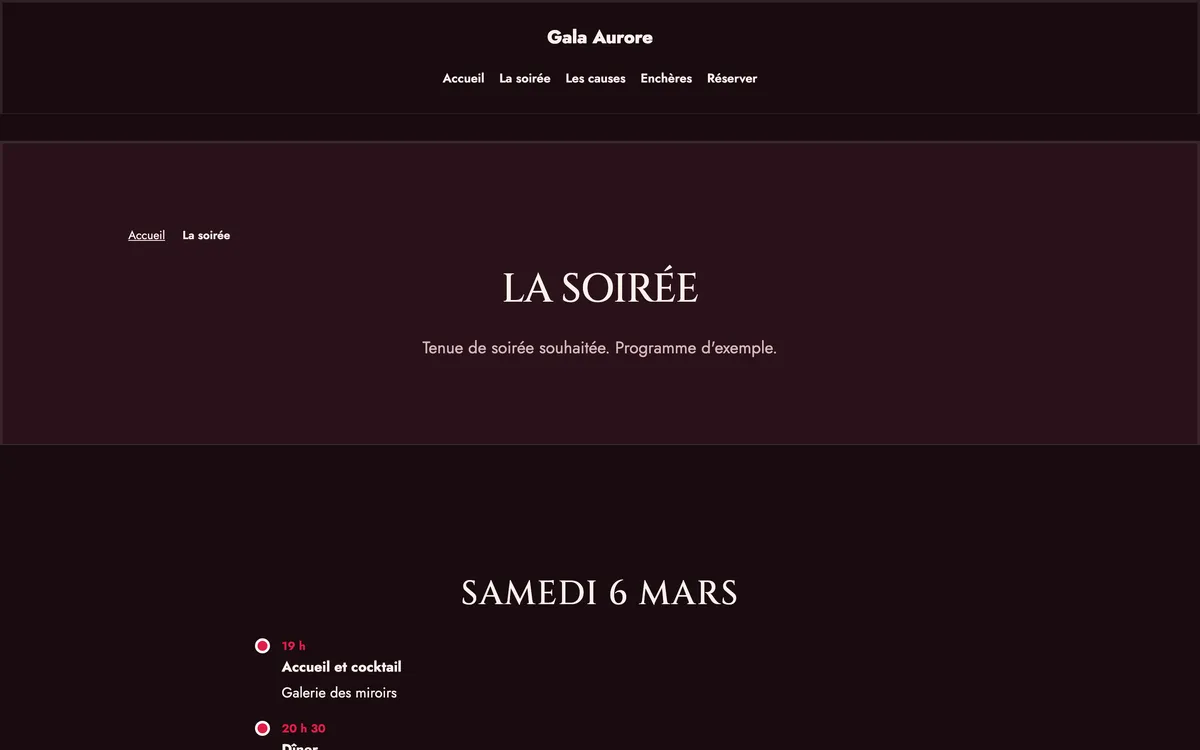 Gala Aurore
Accueil La soirée Les causes Enchères Réserver
Accueil La soirée
LA SOIRÉE
Tenue de soirée souhaitée. Programme d'exemple.
SAMEDI 6 MARS
19 h
Accueil et cocktail
Galerie des miroirs
20 h 30
Dîner